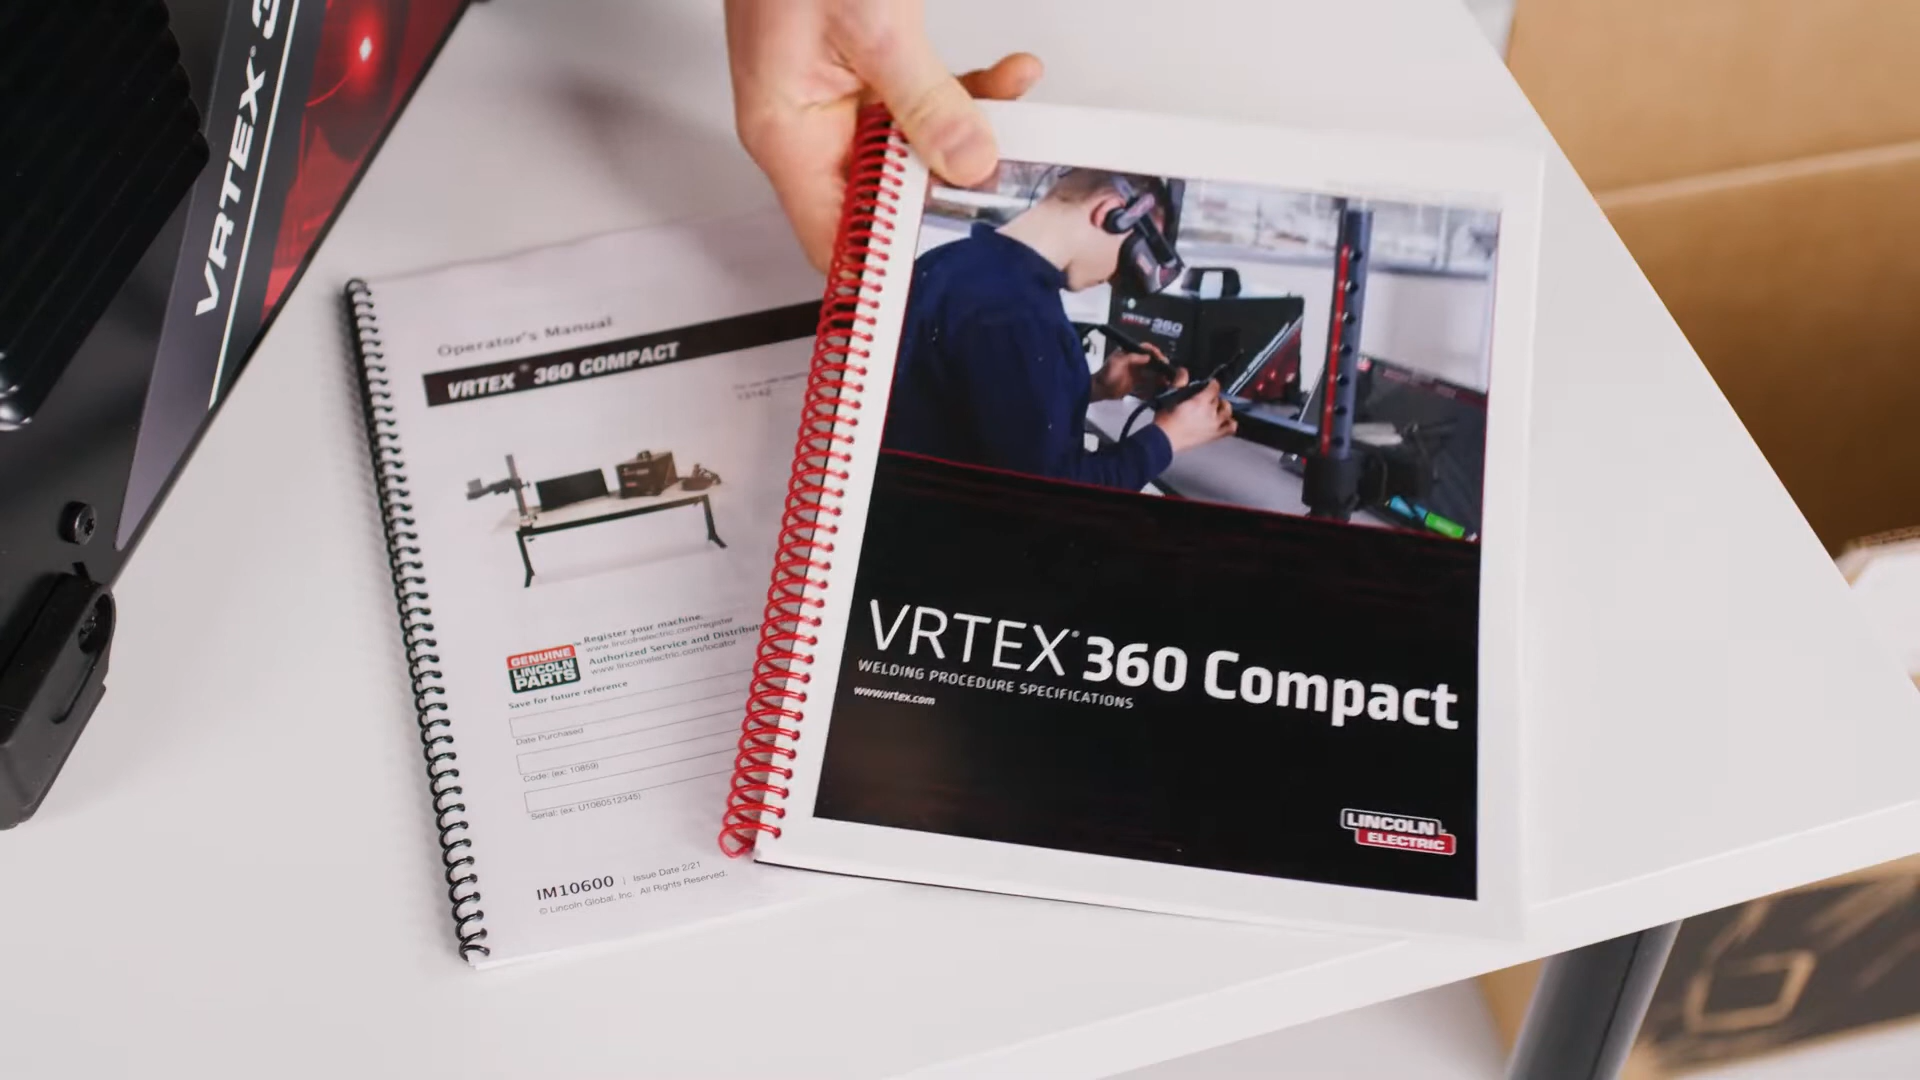 VRTEX® 3
Operator's Manual
VRTEX® 360 COMPACT
Register your machine:
www.lincolnelectric.com/register
Authorized Service and Distribut
www.lincolnelectric.com/locator
GENUINE
LINCOLN
PARTS
Save for future reference
Date Purchased
Code: (ex: 10859)
Serial: (ex: U1060512345)
IM10600 | Issue Date 2/21
© Lincoln Global, Inc. All Rights Reserved.
VRTEX 360
VRTEX® 360 Compact
WELDING PROCEDURE SPECIFICATIONS
www.vrtex.com
LINCOLN
ELECTRIC